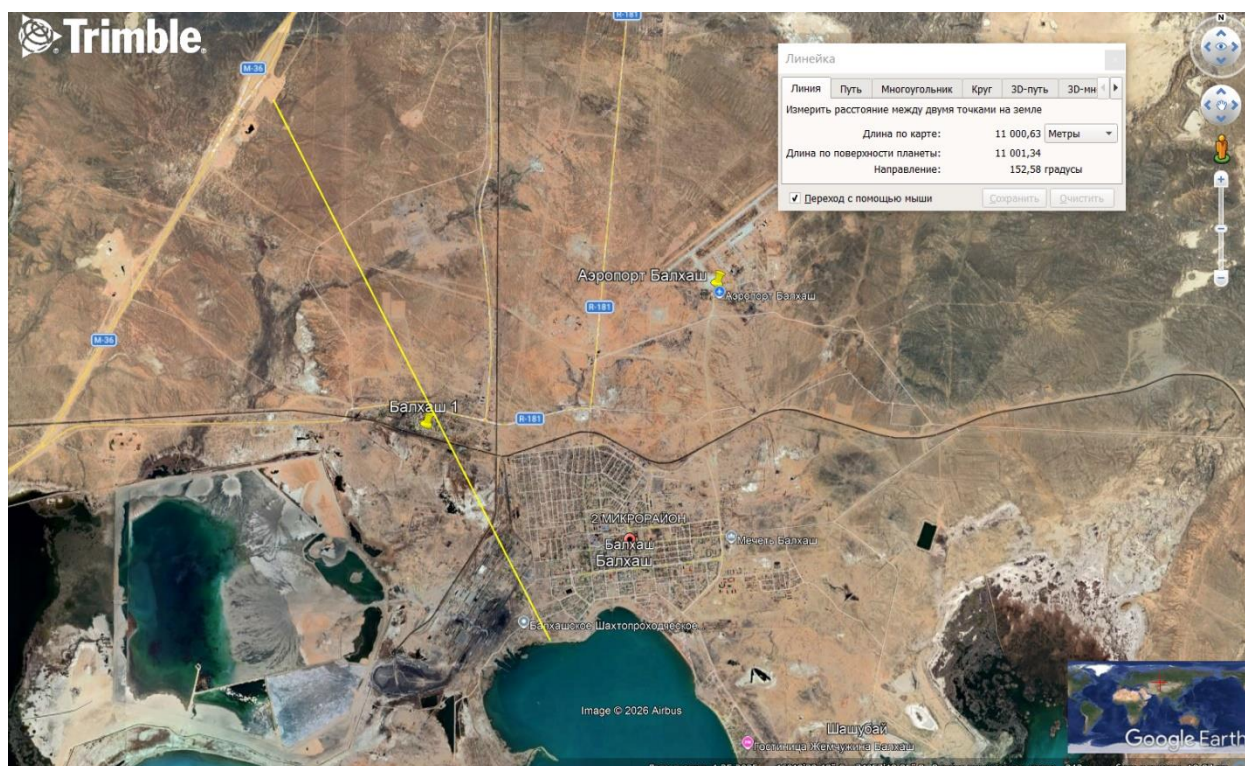 Trimble
R-181
M-36
Линейка
Линия Путь Многоугольник Круг 3D-путь 3D-мн
Измерить расстояние между двумя точками на земле
Длина по карте: 11 000,63 Метры
Длина по поверхности планеты: 11 001,34
Направление: 152,58 градусы
Переход с помощью мыши Сохранить Очистить
N
Аэропорт Балхаш
Аэропорт Балхаш
R-181
M-36
Балхаш 1
R-181
2 МИКРОРАЙОН
Балхаш
Мечеть Балхаш
Балхаш
Балхашское Шахтопроходческое...
Image © 2026 Airbus
Шашубай
Гостиница Жемчужина Балхаш
Google Earth